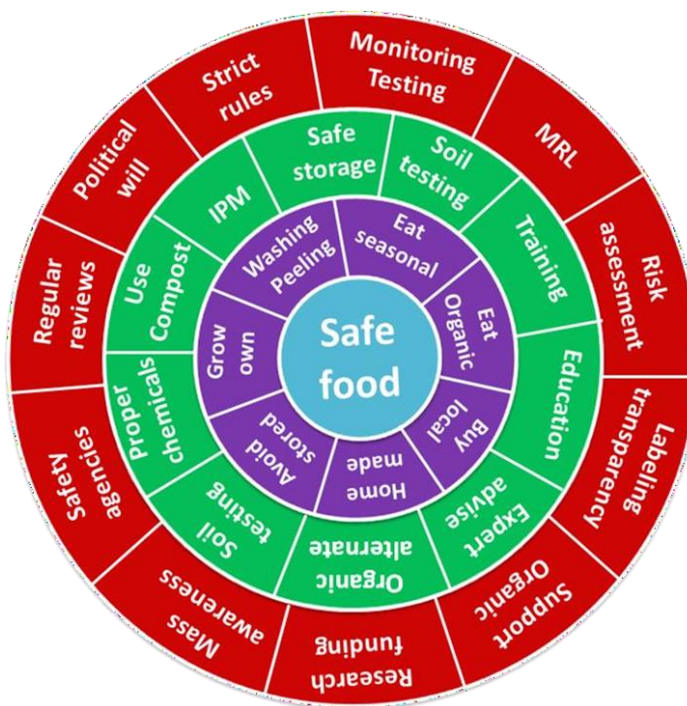 Safe
food
Washing
Peeling
Eat
seasonal
Eat
Organic
Buy
local
Home
made
Avoid
stored
Grow
own
Safe
storage
Soil
testing
Training
Education
Expert
advise
Organic
alternate
Soil
testing
Proper
chemicals
Use
Compost
IPM
Monitoring
Testing
MRL
Risk
assessment
Labeling
transparency
Support
Organic
Research
funding
Mass
awareness
Safety
agencies
Regular
reviews
Political
will
Strict
rules